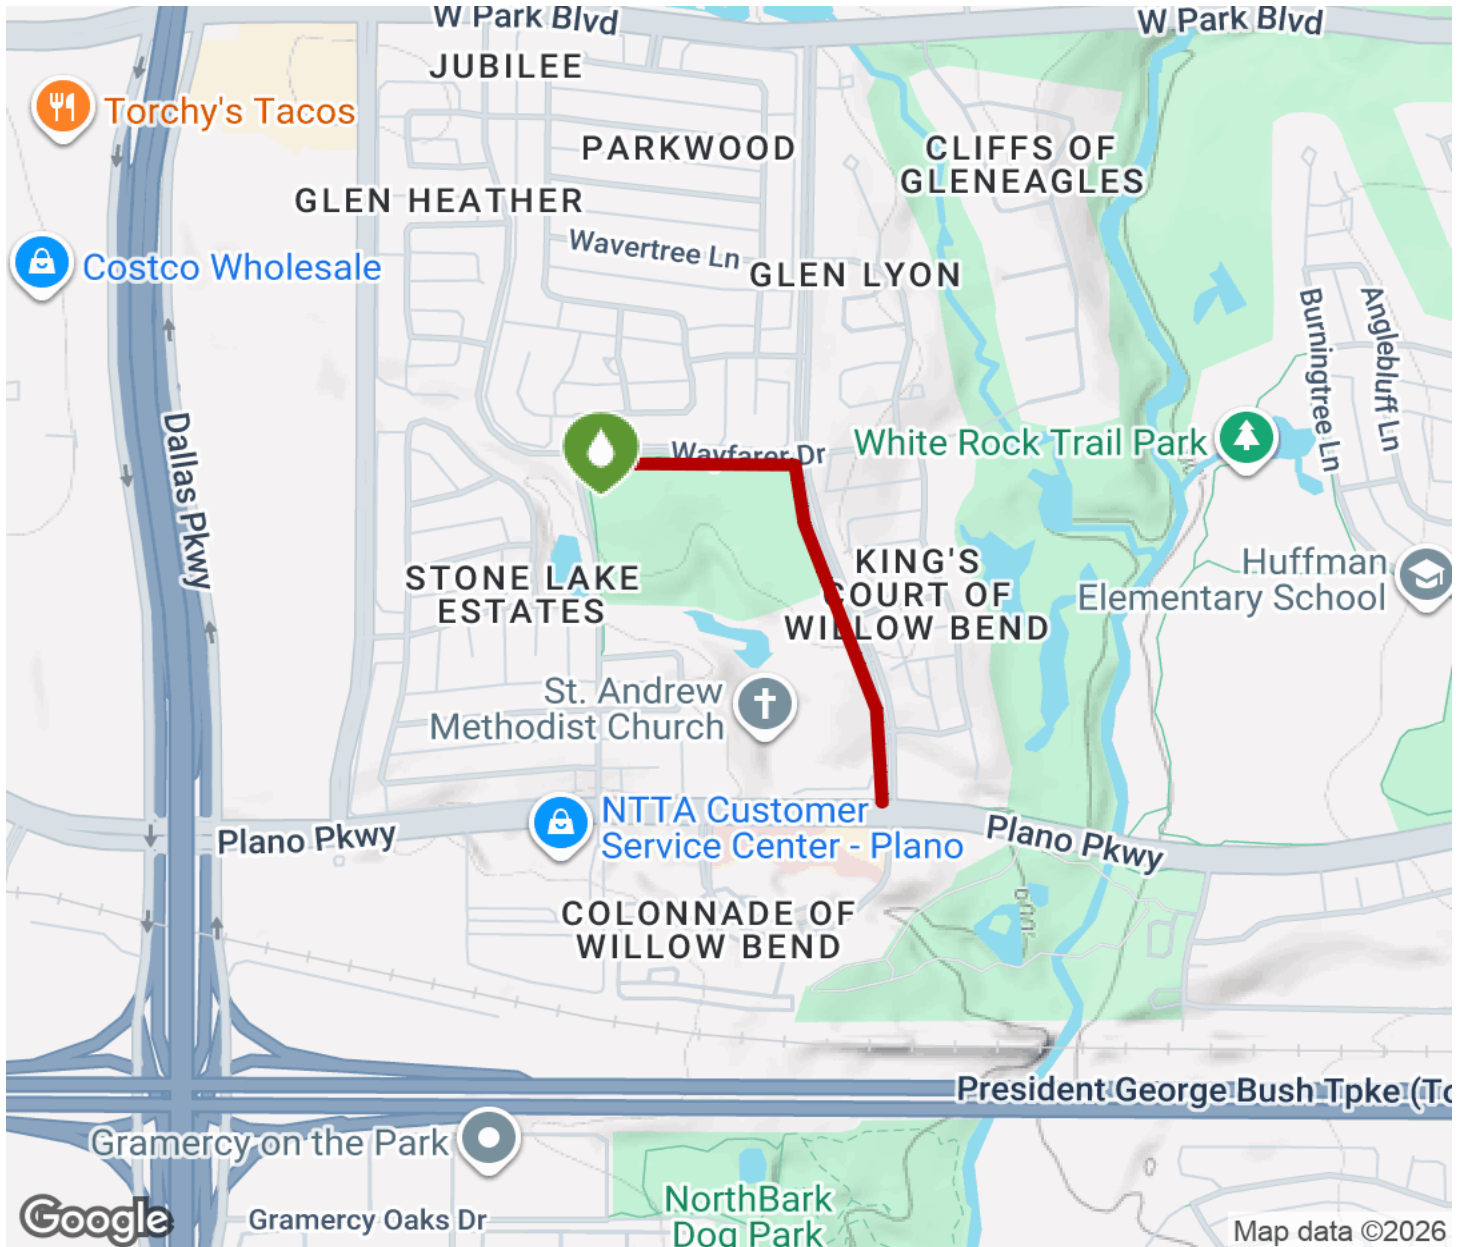 W Park Blvd
W Park Blvd
JUBILEE
Torchy's Tacos
PARKWOOD
CLIFFS OF
GLENEAGLES
GLEN HEATHER
Wavertree Ln
Costco Wholesale
GLEN LYON
Burningtree Ln
Anglebluff Ln
Dallas Pkwy
Wayfarer Dr
White Rock Trail Park
KING'S
COURT OF
WILLOW BEND
Huffman
Elementary School
STONE LAKE
ESTATES
St. Andrew
Methodist Church
NTTA Customer
Service Center - Plano
Plano Pkwy
Plano Pkwy
COLONNADE OF
WILLOW BEND
President George Bush Tpke (To
Gramercy on the Park
NorthBark
Dog Park
Gramercy Oaks Dr
Google
Map data ©2026